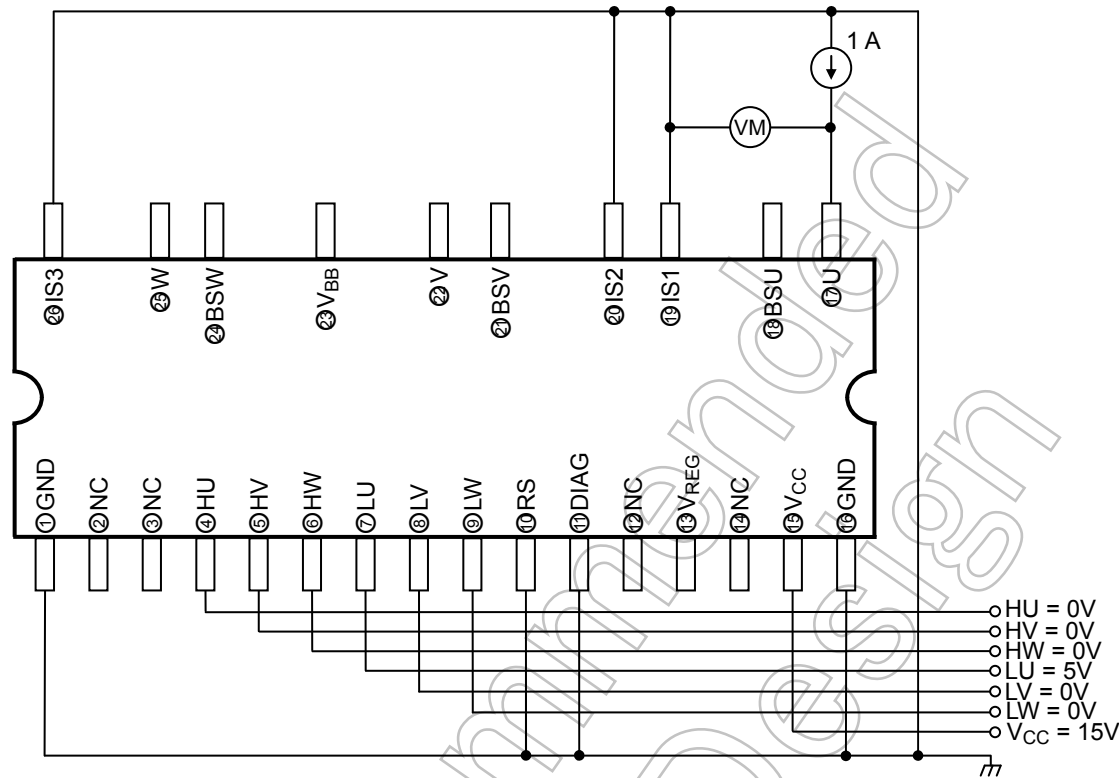 1 A
VM
㉖IS3
㉕W
㉔BSW
㉓VBB
㉒V
㉑BSV
⑳IS2
⑲IS1
⑱BSU
⑰U
①GND
②NC
③NC
④HU
⑤HV
⑥HW
⑦LU
⑧LV
⑨LW
⑩RS
⑪DIAG
⑫NC
⑬VREG
⑭NC
⑮VCC
⑯GND
HU = 0V
HV = 0V
HW = 0V
LU = 5V
LV = 0V
LW = 0V
VCC = 15V
mmended
Design